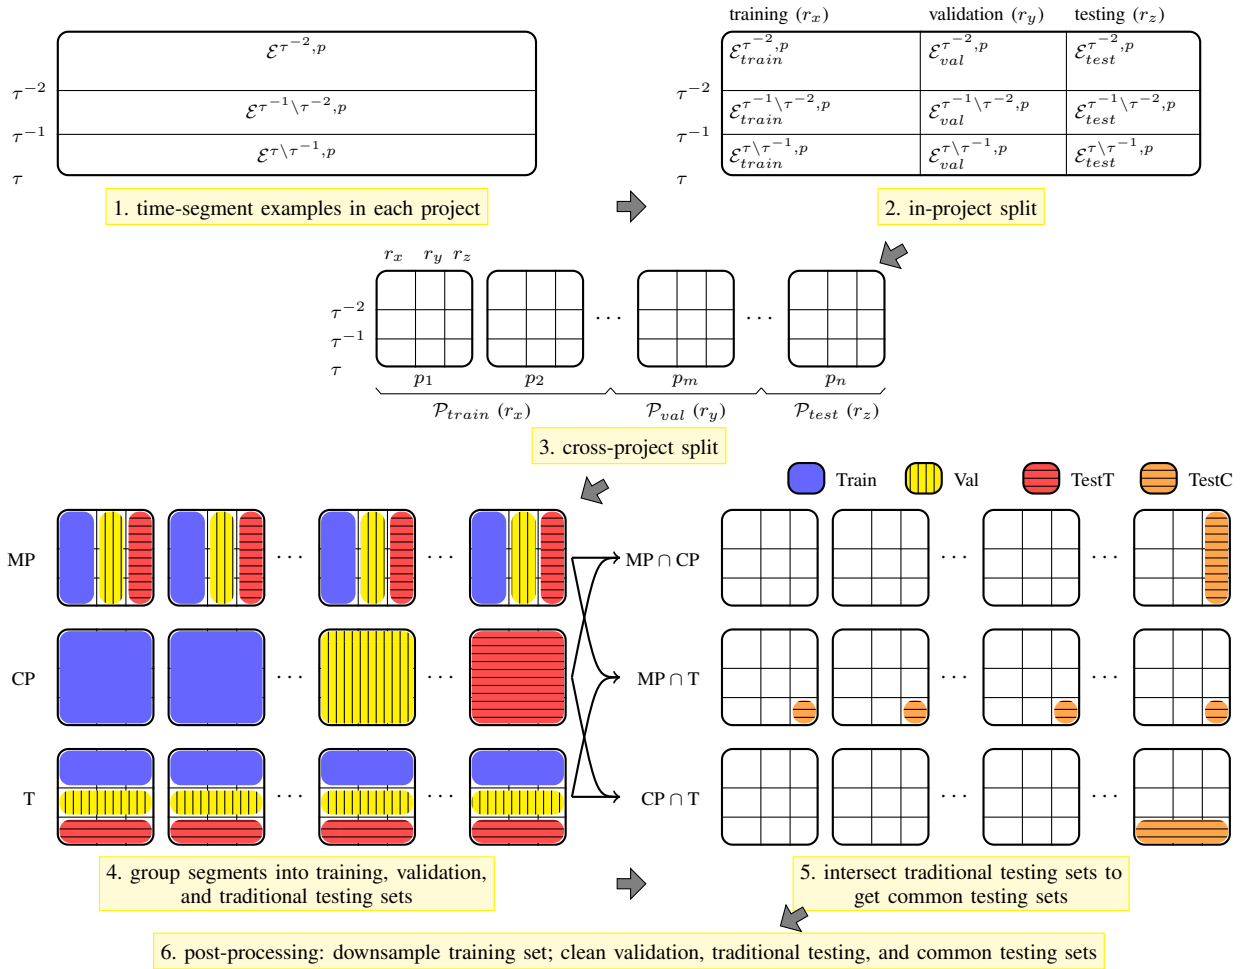 training (r_x) validation (r_y) testing (r_z)
ℰ^{τ^{-2},p}
ℰ_{train}^{τ^{-2},p} ℰ_{val}^{τ^{-2},p} ℰ_{test}^{τ^{-2},p}
τ^{-2} τ^{-2}
ℰ^{τ^{-1}\τ^{-2},p}
ℰ_{train}^{τ^{-1}\τ^{-2},p} ℰ_{val}^{τ^{-1}\τ^{-2},p} ℰ_{test}^{τ^{-1}\τ^{-2},p}
τ^{-1} τ^{-1}
ℰ^{τ\τ^{-1},p}
ℰ_{train}^{τ\τ^{-1},p} ℰ_{val}^{τ\τ^{-1},p} ℰ_{test}^{τ\τ^{-1},p}
τ τ
1. time-segment examples in each project
2. in-project split
r_x r_y r_z
τ^{-2} ··· ···
τ^{-1}
τ
p_1 p_2 p_m p_n
𝒫_{train} (r_x) 𝒫_{val} (r_y) 𝒫_{test} (r_z)
3. cross-project split
Train Val TestT TestC
MP ··· ··· MP ∩ CP ··· ···
CP ··· ··· MP ∩ T ··· ···
T ··· ··· CP ∩ T ··· ···
4. group segments into training, validation,
and traditional testing sets
5. intersect traditional testing sets to
get common testing sets
6. post-processing: downsample training set; clean validation, traditional testing, and common testing sets